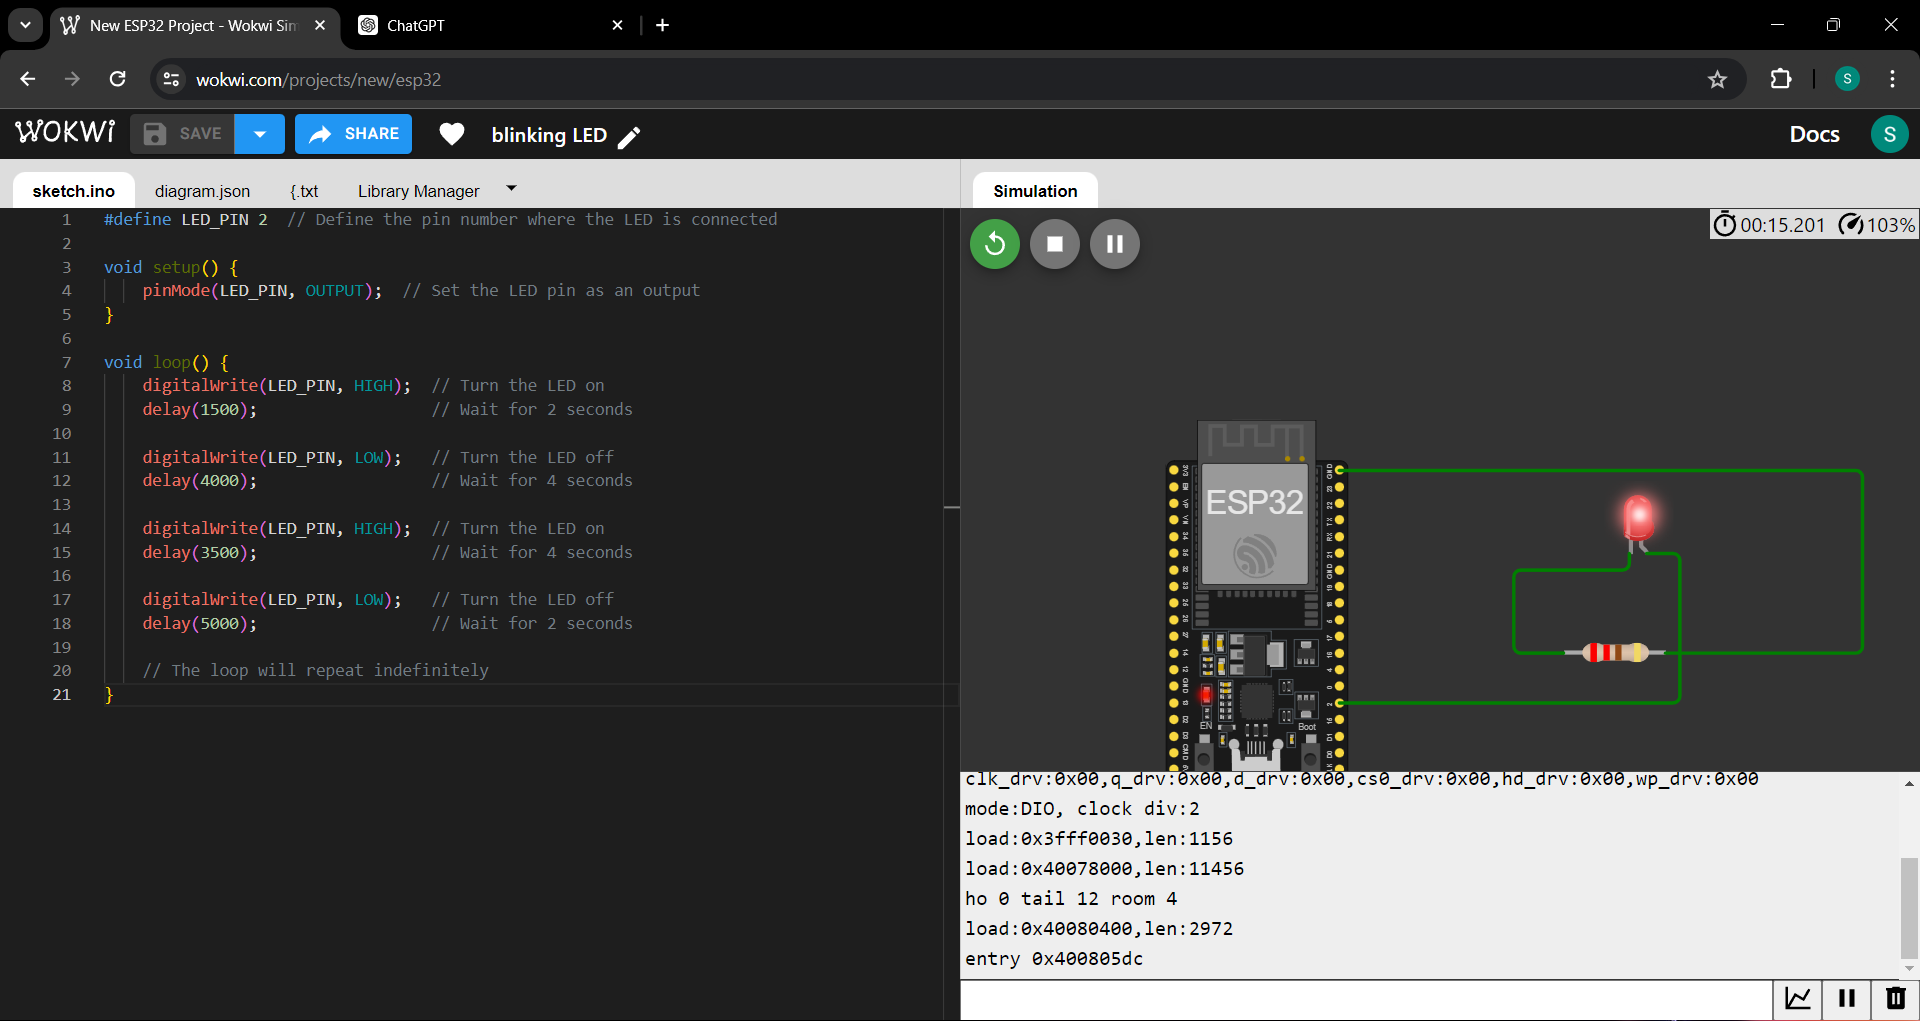 New ESP32 Project - Wokwi Sim
ChatGPT
wokwi.com/projects/new/esp32
S
WOKWi
SAVE
SHARE
blinking LED
Docs
S
sketch.ino
diagram.json
{.txt
Library Manager
1 #define LED_PIN 2 // Define the pin number where the LED is connected
2
3 void setup() {
4 pinMode(LED_PIN, OUTPUT); // Set the LED pin as an output
5 }
6
7 void loop() {
8 digitalWrite(LED_PIN, HIGH); // Turn the LED on
9 delay(1500); // Wait for 2 seconds
10
11 digitalWrite(LED_PIN, LOW); // Turn the LED off
12 delay(4000); // Wait for 4 seconds
13
14 digitalWrite(LED_PIN, HIGH); // Turn the LED on
15 delay(3500); // Wait for 4 seconds
16
17 digitalWrite(LED_PIN, LOW); // Turn the LED off
18 delay(5000); // Wait for 2 seconds
19
20 // The loop will repeat indefinitely
21 }
Simulation
00:15.201 103%
ESP32
EN
Boot
clk_drv:0x00,q_drv:0x00,d_drv:0x00,cs0_drv:0x00,hd_drv:0x00,wp_drv:0x00
mode:DIO, clock div:2
load:0x3fff0030,len:1156
load:0x40078000,len:11456
ho 0 tail 12 room 4
load:0x40080400,len:2972
entry 0x400805dc